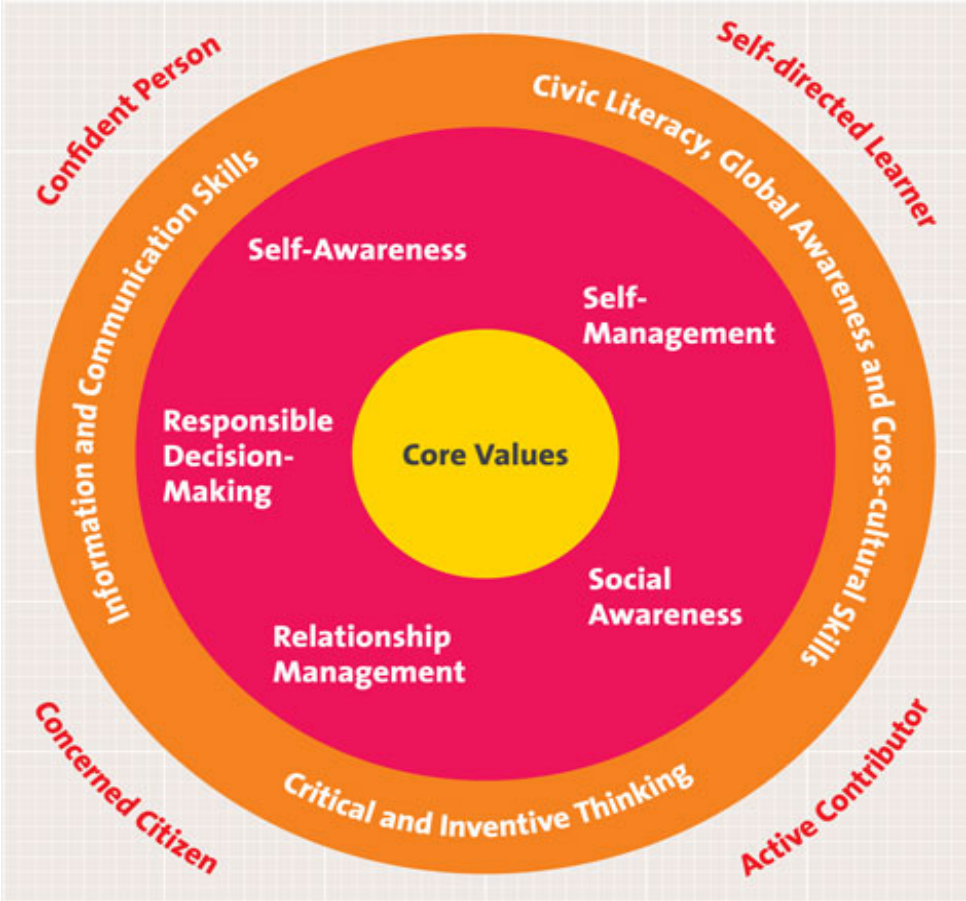 Confident Person
Self-directed Learner
Civic Literacy, Global Awareness and Cross-cultural Skills
Information and Communication Skills
Self-Awareness
Self-
Management
Responsible
Decision-
Making
Core Values
Social
Awareness
Relationship
Management
Critical and Inventive Thinking
Concerned Citizen
Active Contributor